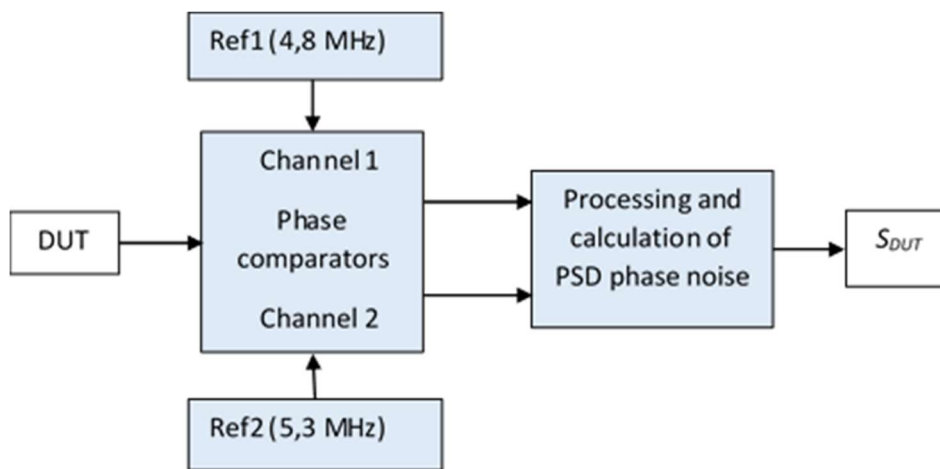 Ref1 (4,8 MHz)
Channel 1
Phase
comparators
Channel 2
DUT
Processing and
calculation of
PSD phase noise
S_DUT
Ref2 (5,3 MHz)